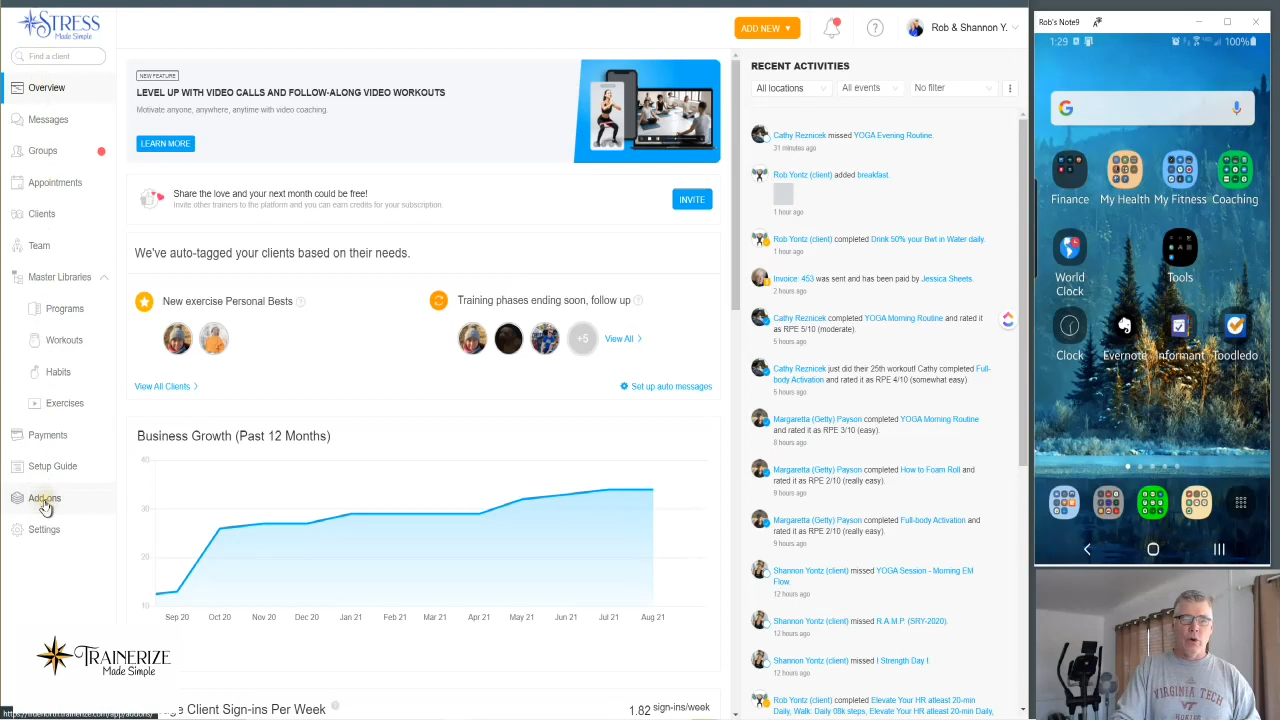 STRESS
Made Simple
Find a client
Overview
Messages
Groups
Appointments
Clients
Team
Master Libraries
Programs
Workouts
Habits
Exercises
Payments
Setup Guide
Add-ons
Settings
TRAINERIZE
Made Simple
ADD NEW
?
Rob & Shannon Y.
NEW FEATURE
LEVEL UP WITH VIDEO CALLS AND FOLLOW-ALONG VIDEO WORKOUTS
Motivate anyone, anywhere, anytime with video coaching.
LEARN MORE
Share the love and your next month could be free!
Invite other trainers to the platform and you can earn credits for your subscription.
INVITE
We've auto-tagged your clients based on their needs.
New exercise Personal Bests ?
Training phases ending soon, follow up ?
+5
View All
View All Clients
Set up auto messages
Business Growth (Past 12 Months)
40
30
20
10
Sep 20 Oct 20 Nov 20 Dec 20 Jan 21 Feb 21 Mar 21 Apr 21 May 21 Jun 21 Jul 21 Aug 21
Client Sign-Ins Per Week
1.82 sign-ins/week
RECENT ACTIVITIES
All locations
All events
No filter
Cathy Reznicek missed YOGA Evening Routine.
31 minutes ago
Rob Yontz (client) added breakfast.
1 hour ago
Rob Yontz (client) completed Drink 50% your Bwt in Water daily.
1 hour ago
Invoice: 453 was sent and has been paid by Jessica Sheets.
2 hours ago
Cathy Reznicek completed YOGA Morning Routine and rated it
as RPE 5/10 (moderate).
5 hours ago
Cathy Reznicek just did their 25th workout! Cathy completed Full-
body Activation and rated it as RPE 4/10 (somewhat easy)
5 hours ago
Margaretta (Getty) Payson completed YOGA Morning Routine
and rated it as RPE 3/10 (easy).
8 hours ago
Margaretta (Getty) Payson completed How to Foam Roll and
rated it as RPE 2/10 (really easy).
9 hours ago
Margaretta (Getty) Payson completed Full-body Activation and
rated it as RPE 2/10 (really easy).
9 hours ago
Shannon Yontz (client) missed YOGA Session - Morning EM
Flow.
12 hours ago
Shannon Yontz (client) missed R.A.M.P. (SRY-2020).
12 hours ago
Shannon Yontz (client) missed I Strength Day I.
12 hours ago
Rob Yontz (client) completed Elevate Your HR atleast 20-min
Daily, Walk: Daily 08k steps, Elevate Your HR atleast 20-min
Rob's Note9
1:29
100%
G
Finance
My Health
My Fitness
Coaching
World
Clock
Tools
Clock
Evernote
Informant
Toodledo
VIRGINIA TECH